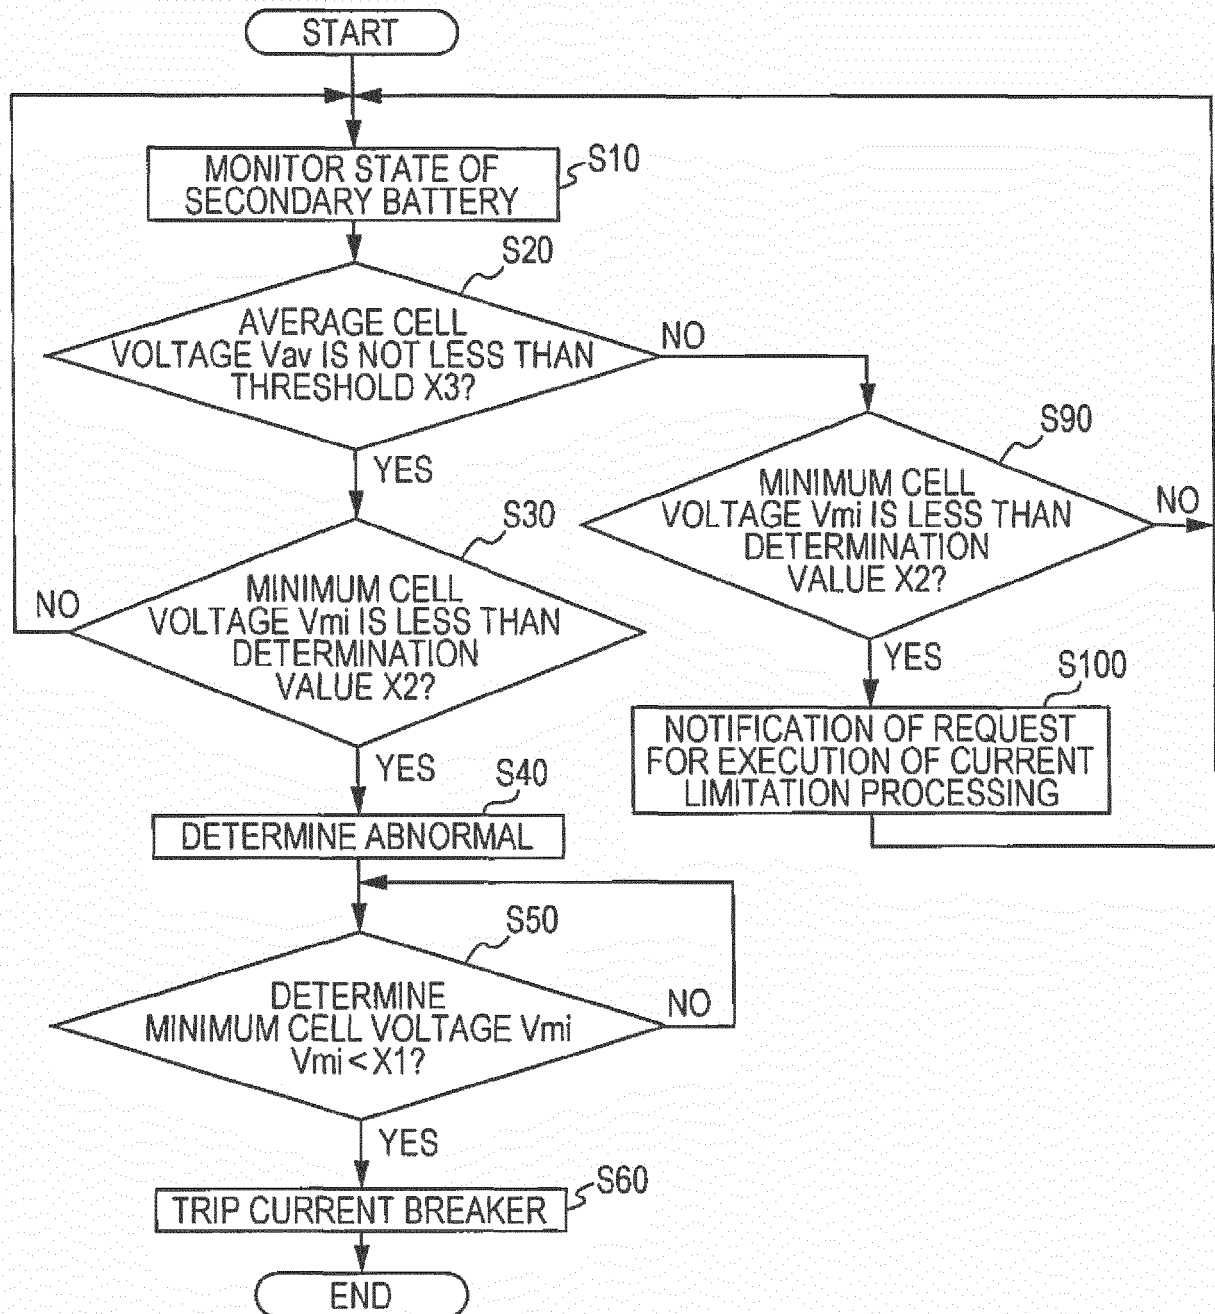 START
MONITOR STATE OF
SECONDARY BATTERY
S10
S20
AVERAGE CELL
VOLTAGE Vav IS NOT LESS THAN
THRESHOLD X3?
NO
YES
S90
MINIMUM CELL
VOLTAGE Vmi IS LESS THAN
DETERMINATION
VALUE X2?
NO
YES
S30
MINIMUM CELL
VOLTAGE Vmi IS LESS THAN
DETERMINATION
VALUE X2?
NO
YES
S100
NOTIFICATION OF REQUEST
FOR EXECUTION OF CURRENT
LIMITATION PROCESSING
S40
DETERMINE ABNORMAL
S50
DETERMINE
MINIMUM CELL VOLTAGE Vmi
Vmi < X1?
NO
YES
S60
TRIP CURRENT BREAKER
END